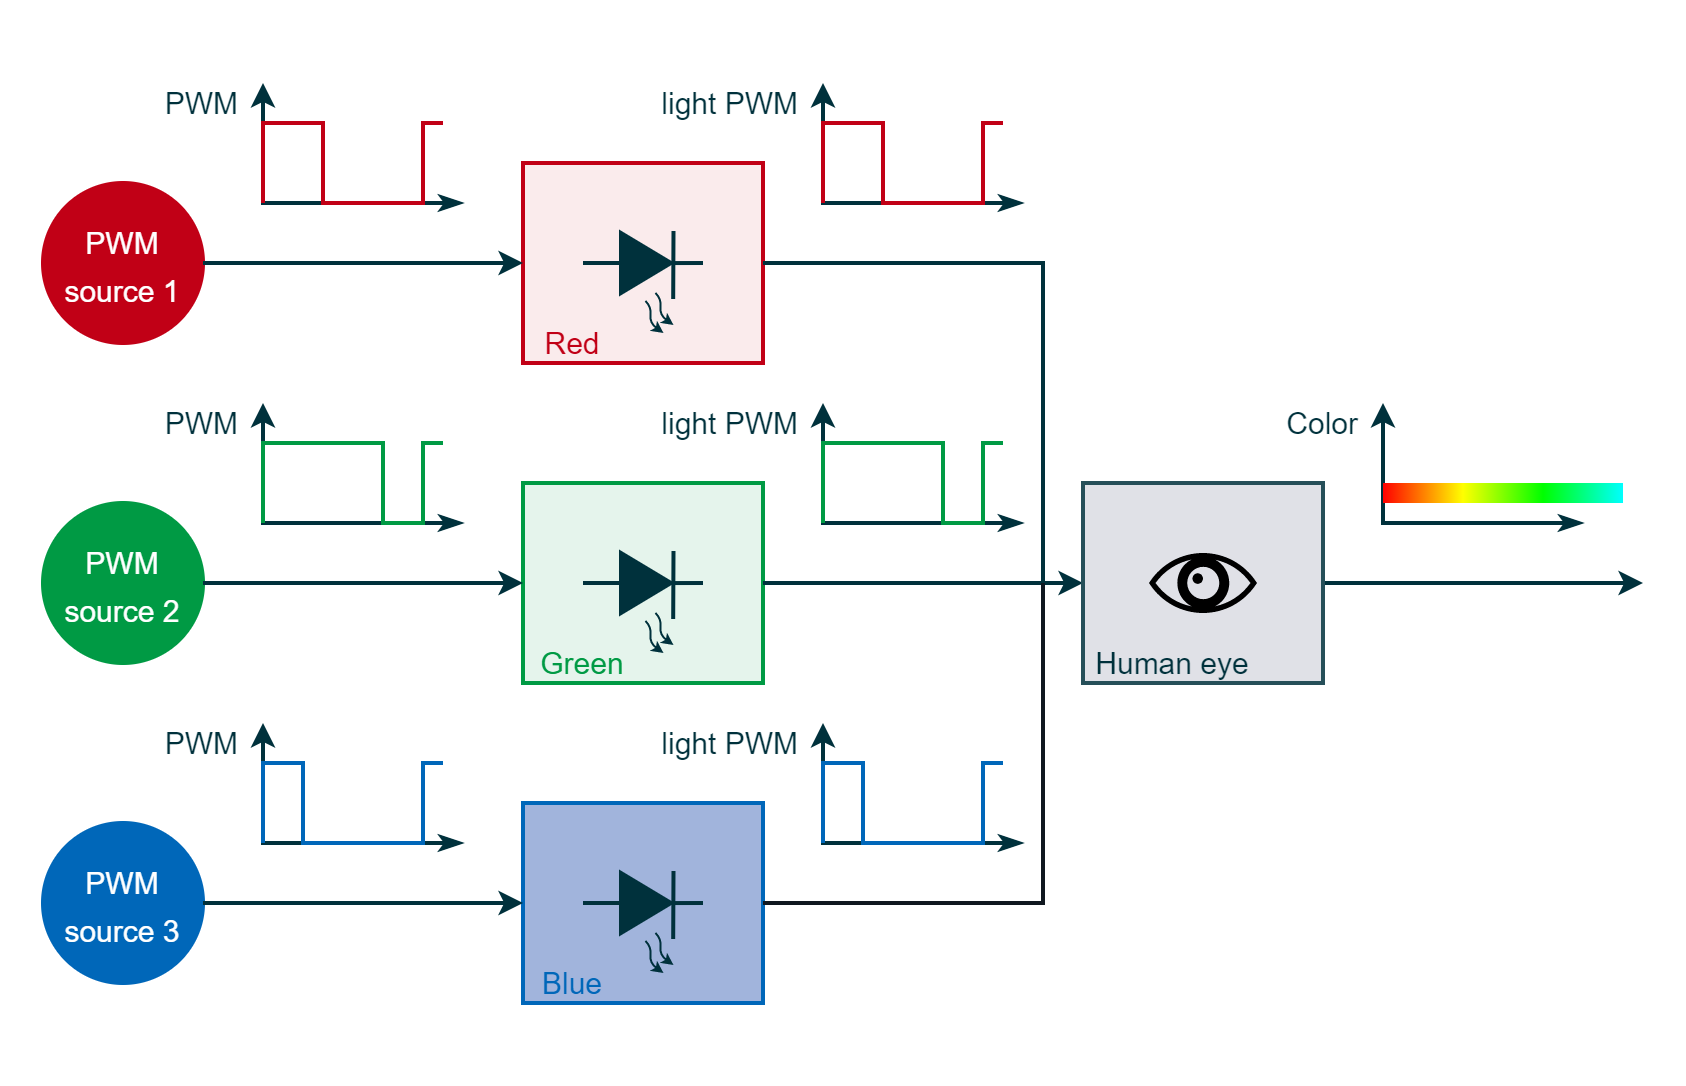 PWM
light PWM
PWM
source 1
Red
PWM
light PWM
Color
PWM
source 2
Green
Human eye
PWM
light PWM
PWM
source 3
Blue